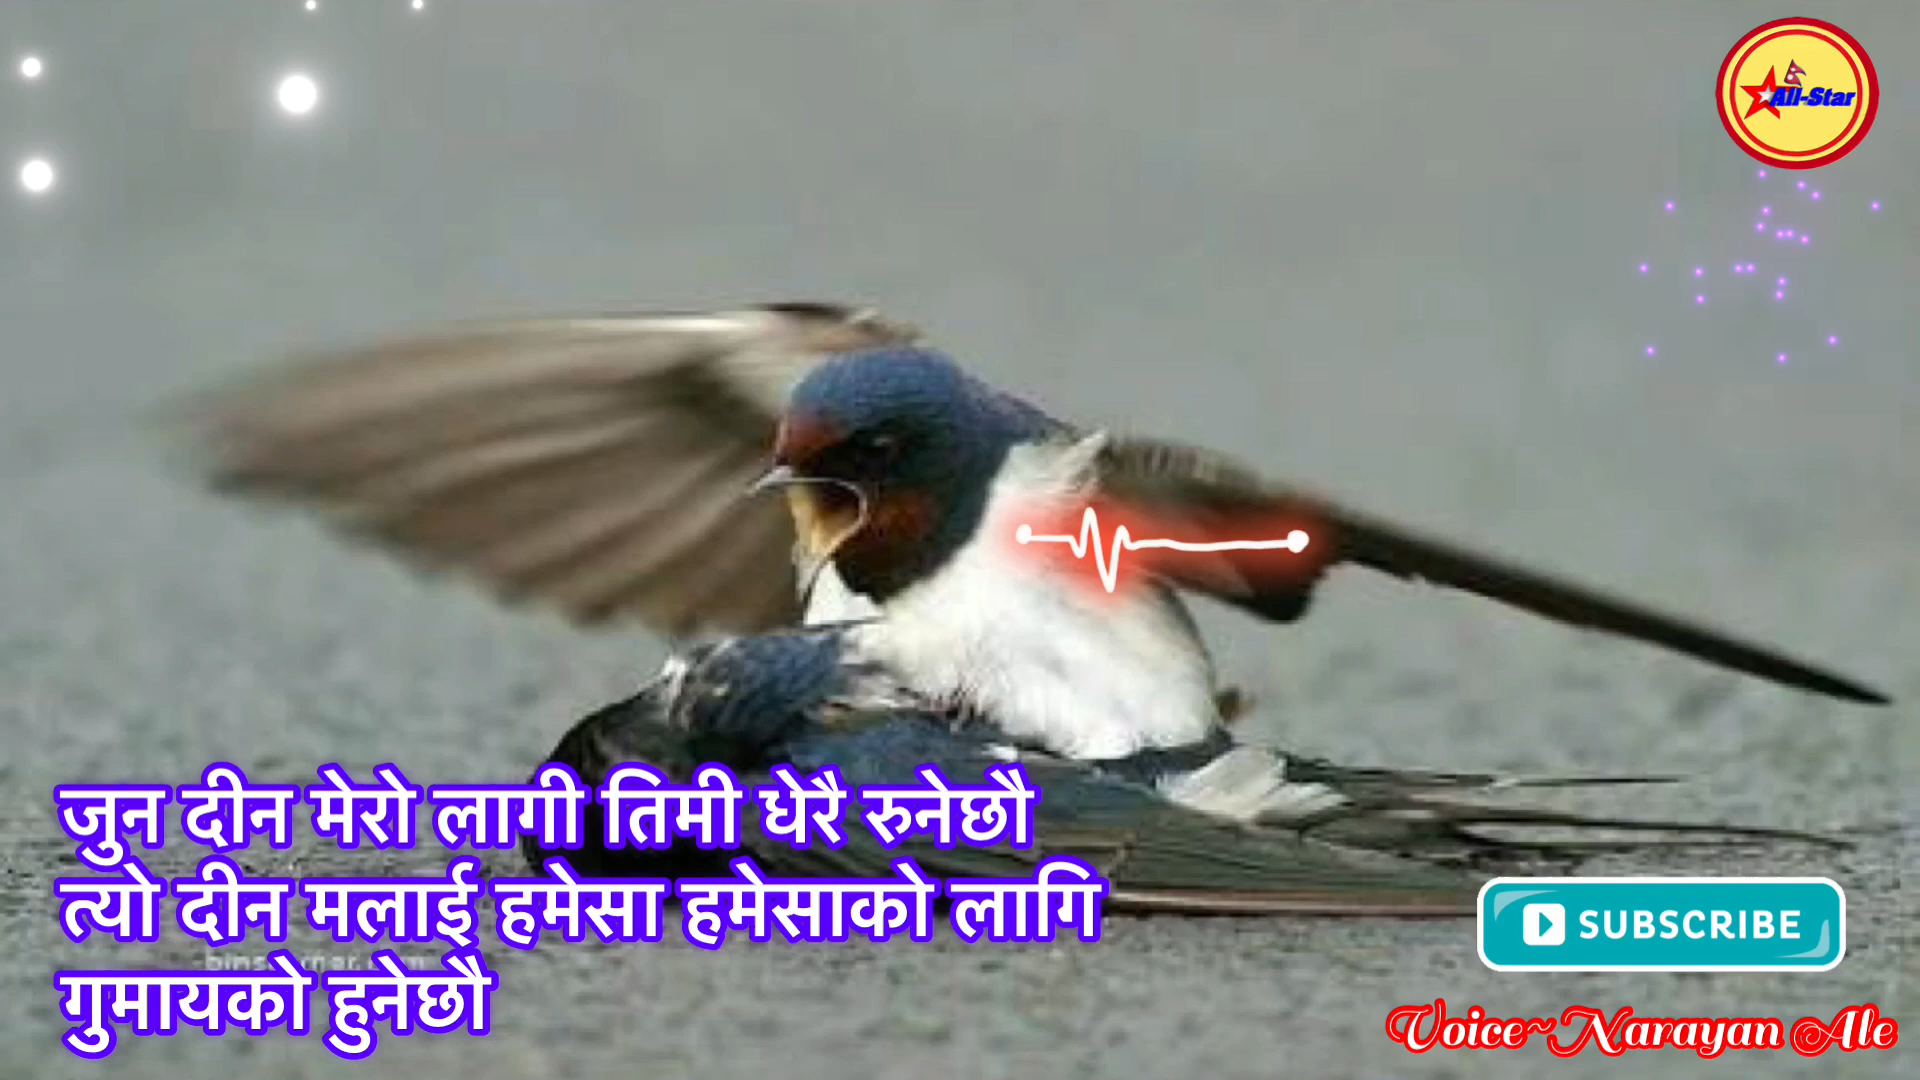 All-Star
जुन दीन मेरो लागी तिमी धेरै रुनेछौ
त्यो दीन मलाई हमेसा हमेसाको लागि
गुमायको हुनेछौ
SUBSCRIBE
Voice~Narayan Ale